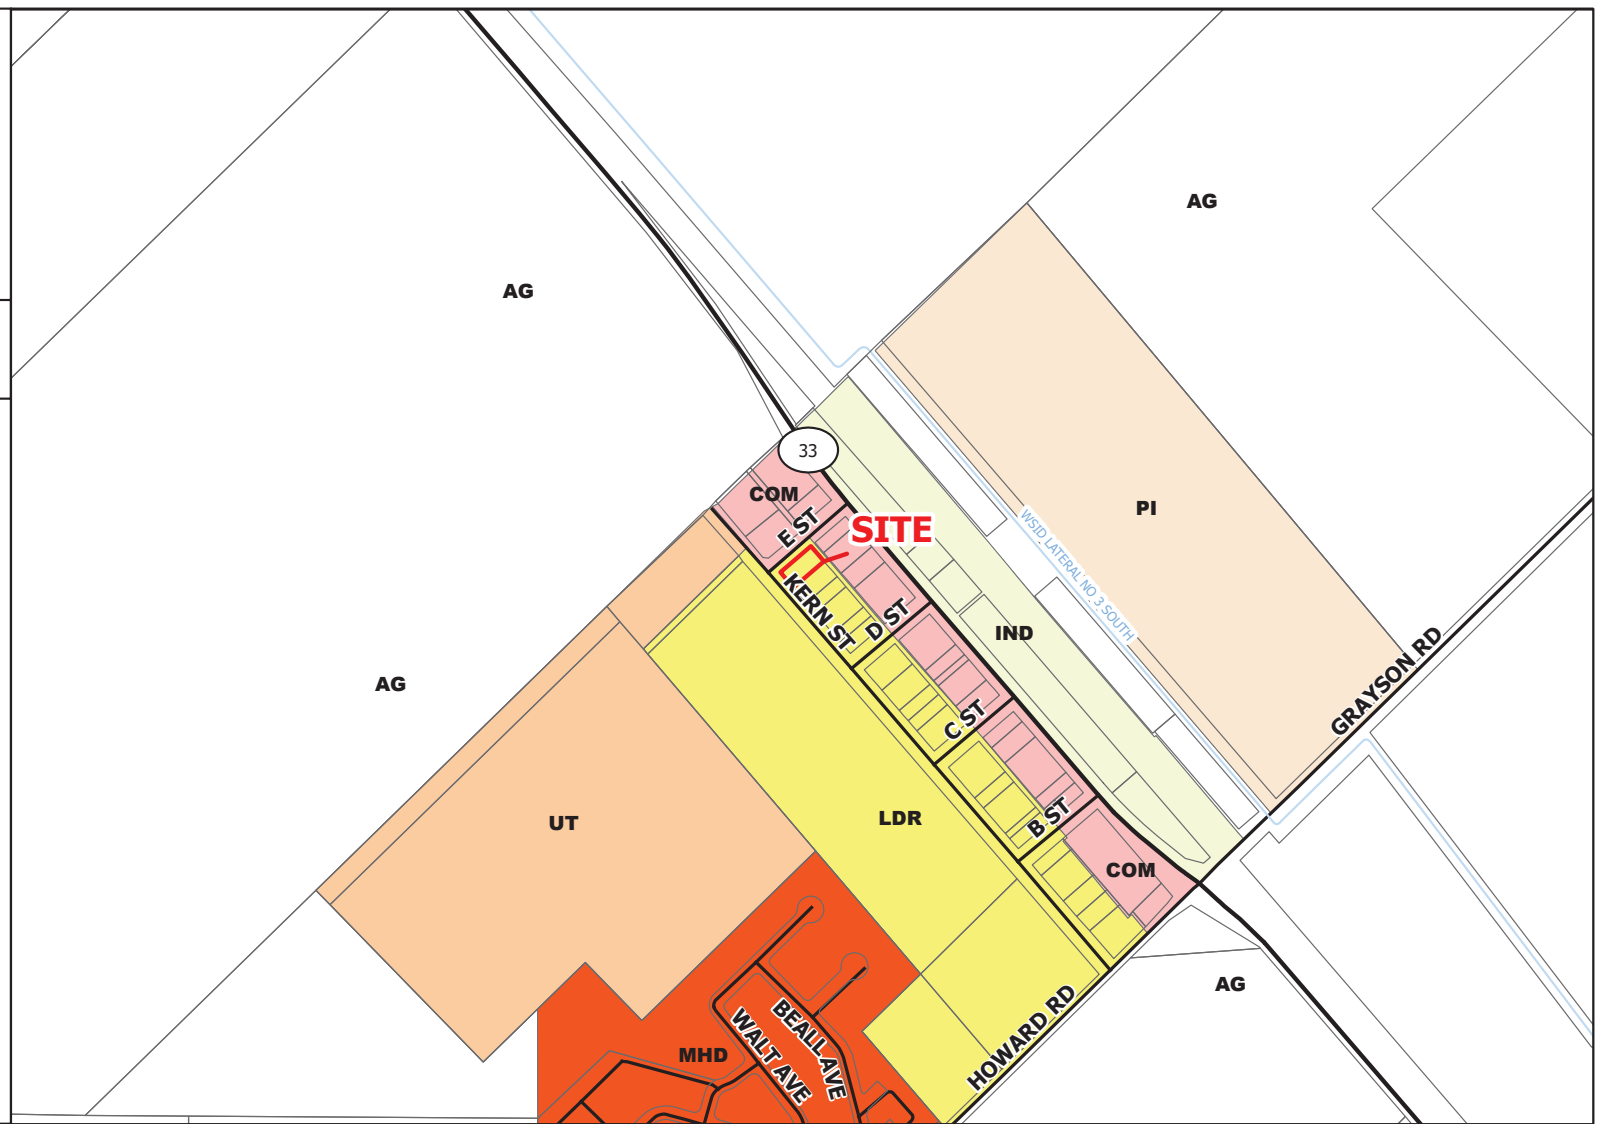 AG
AG
33
COM
E ST
SITE
PI
WSID LATERAL NO 3 SOUTH
KERN ST
D ST
IND
GRAYSON RD
AG
C ST
UT
LDR
B ST
COM
AG
HOWARD RD
BEALL AVE
WALT AVE
MHD